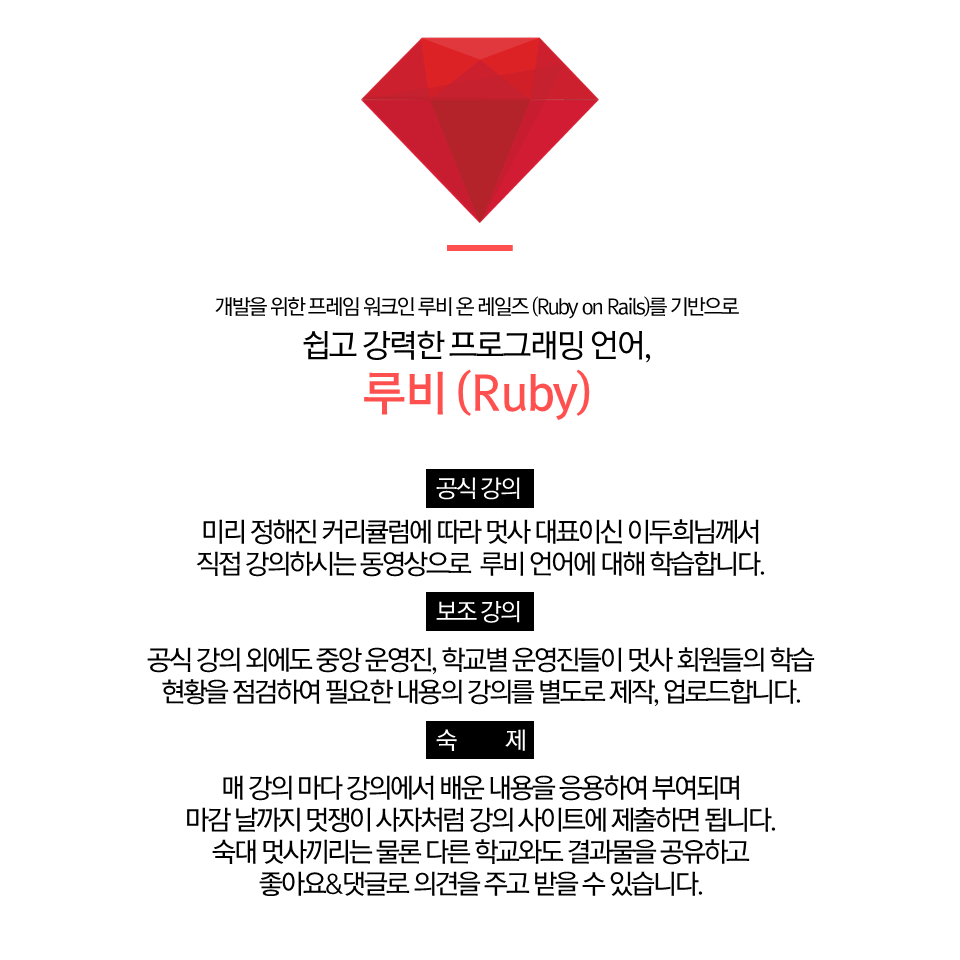 개발을 위한 프레임 워크인 루비 온 레일즈 (Ruby on Rails)를 기반으로
쉽고 강력한 프로그래밍 언어,
루비 (Ruby)
공식 강의
미리 정해진 커리큘럼에 따라 멋사 대표이신 이두희님께서
직접 강의하시는 동영상으로 루비 언어에 대해 학습합니다.
보조 강의
공식 강의 외에도 중앙 운영진, 학교별 운영진들이 멋사 회원들의 학습
현황을 점검하여 필요한 내용의 강의를 별도로 제작, 업로드합니다.
숙 제
매 강의 마다 강의에서 배운 내용을 응용하여 부여되며
마감 날까지 멋쟁이 사자처럼 강의 사이트에 제출하면 됩니다.
숙대 멋사끼리는 물론 다른 학교와도 결과물을 공유하고
좋아요&댓글로 의견을 주고 받을 수 있습니다.